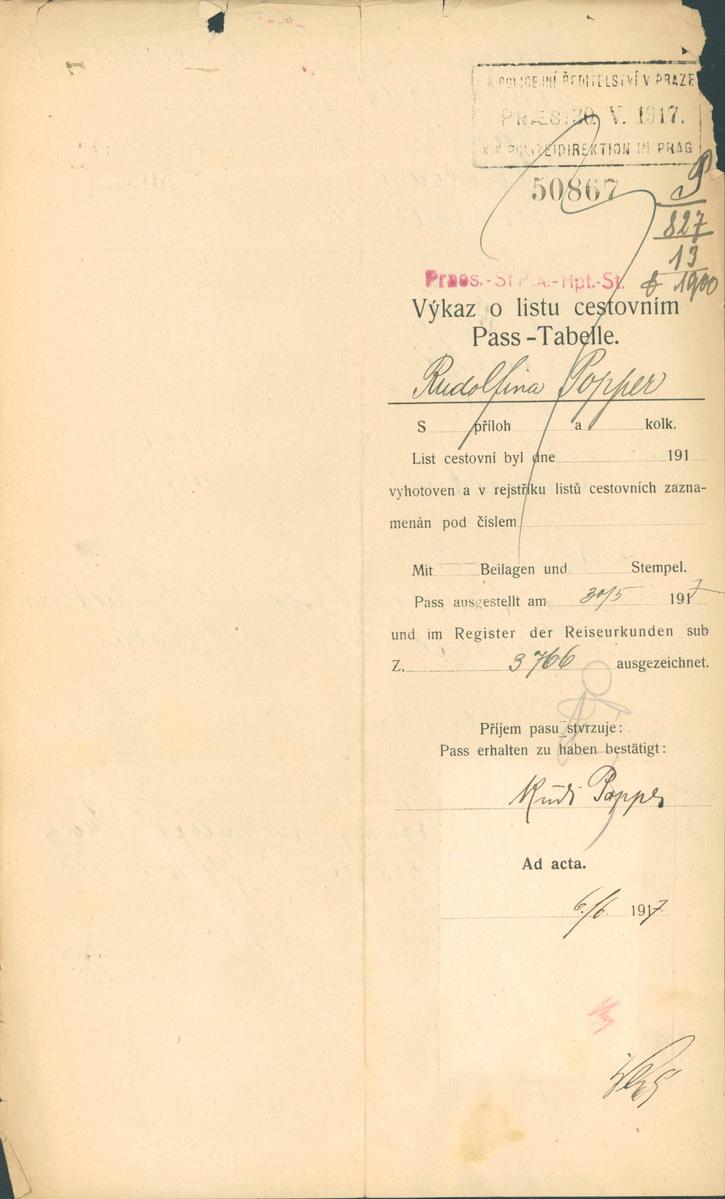 K. K. POLICEJNÍ ŘEDITELSTVÍ V PRAZE
PRÆS: 30. V. 1917.
K. K. POLIZEIDIREKTION IN PRAG
50867
P
827
13
1900
Praes.-St.P.A.-Hpt.-St.
Výkaz o listu cestovním
Pass-Tabelle.
Rudolfina Popper
S příloh a kolk.
List cestovní byl dne 191
vyhotoven a v rejstříku listů cestovních zazna-
menán pod číslem
Mit Beilagen und Stempel.
Pass ausgestellt am 30/5 1917
und im Register der Reiseurkunden sub
Z. 3766 ausgezeichnet.
Příjem pasu stvrzuje:
Pass erhalten zu haben bestätigt:
Rudi Popper
Ad acta.
6./6. 1917.